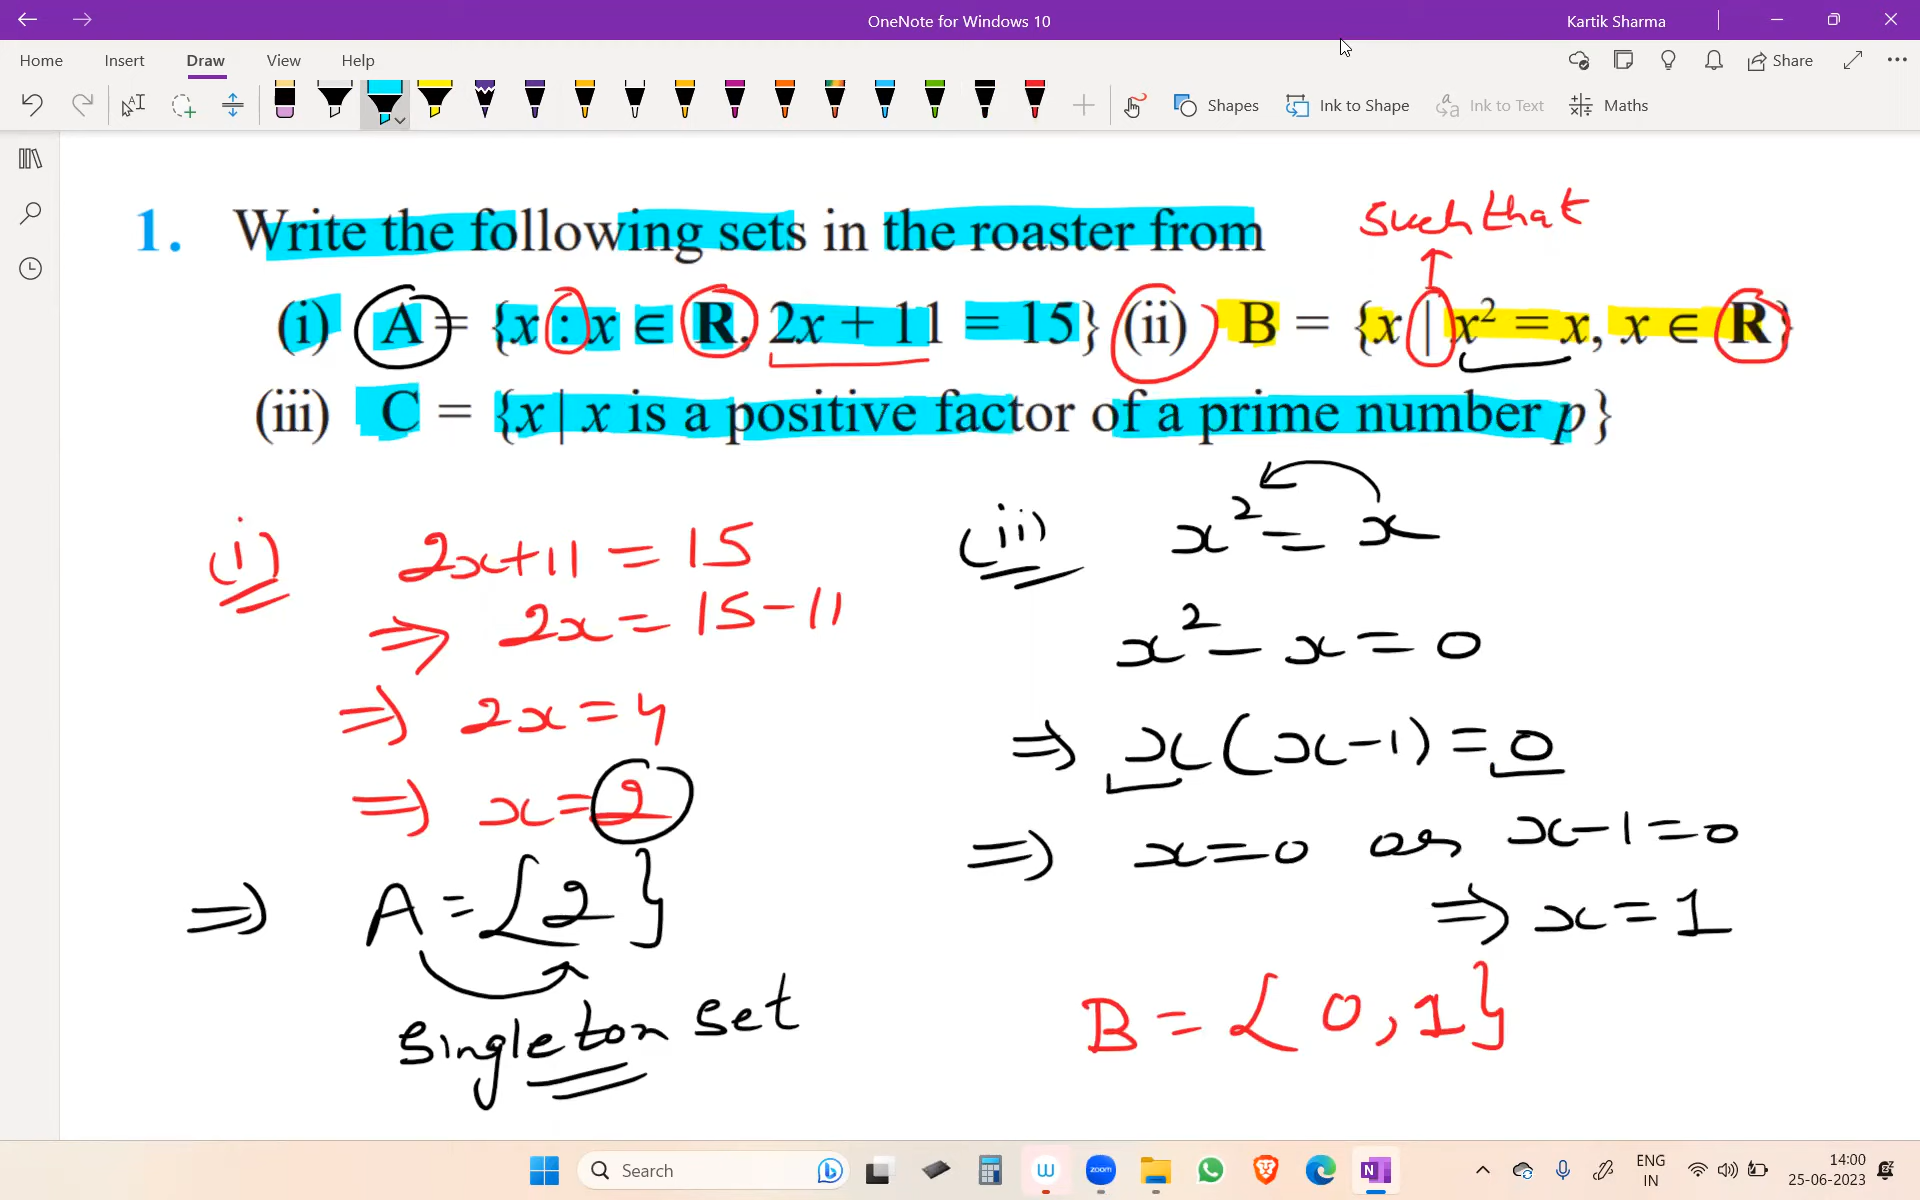 OneNote for Windows 10
Kartik Sharma
Home Insert Draw View Help
Share
Shapes Ink to Shape Ink to Text Maths
such that
1. Write the following sets in the roaster from
(i) A = {x : x ∈ R, 2x + 11 = 15} (ii) B = {x | x² = x, x ∈ R}
(iii) C = {x | x is a positive factor of a prime number p}
(i) 2x+11 = 15
⇒ 2x = 15-11
⇒ 2x = 4
⇒ x = 2
⇒ A = {2}
singleton set
(ii) x² = x
x² - x = 0
⇒ x(x-1) = 0
⇒ x=0 or x-1=0
⇒ x = 1
B = {0,1}
Search
zoom
ENG
IN
14:00
25-06-2023